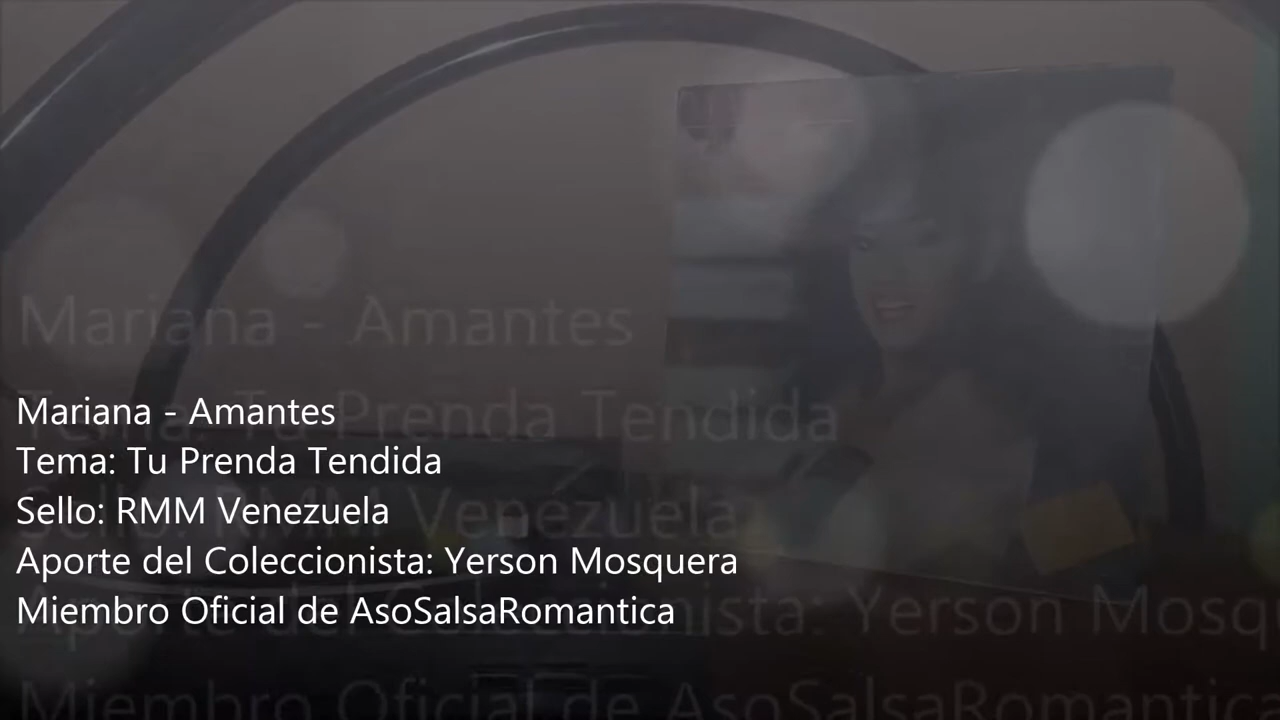 Mariana - Amantes
Tema: Tu Prenda Tendida
Sello: RMM Venezuela
Aporte del Coleccionista: Yerson Mosquera
Miembro Oficial de AsoSalsaRomantica